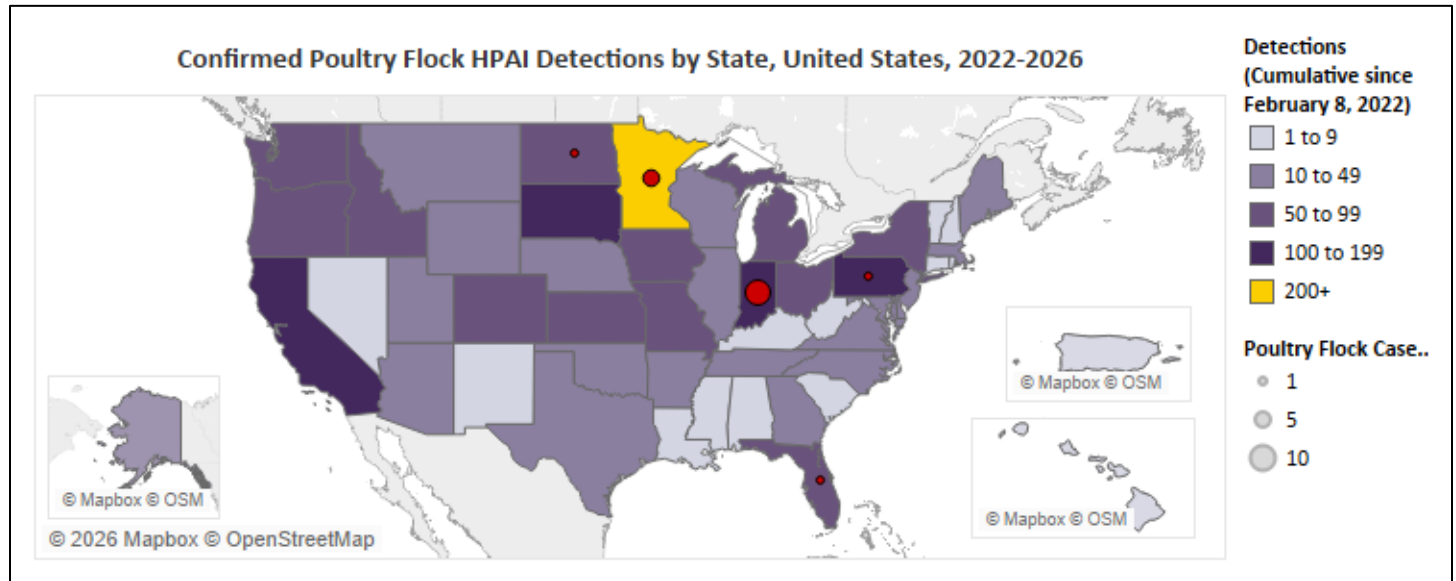 Confirmed Poultry Flock HPAI Detections by State, United States, 2022-2026
Detections
(Cumulative since
February 8, 2022)
1 to 9
10 to 49
50 to 99
100 to 199
200+
Poultry Flock Case..
1
5
10
© Mapbox © OSM
© Mapbox © OSM
© Mapbox © OSM
© 2026 Mapbox © OpenStreetMap